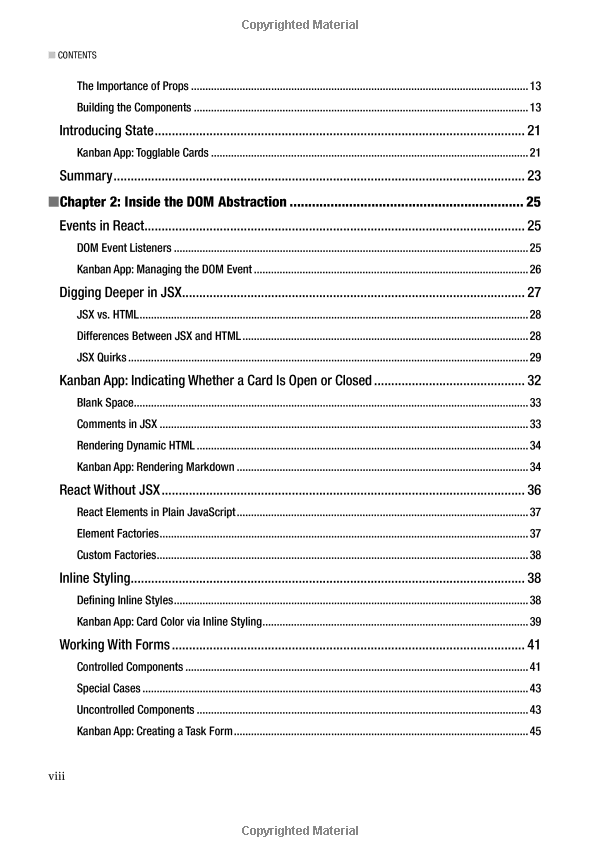 Copyrighted Material
■ CONTENTS
The Importance of Props ........ 13
Building the Components ........ 13
Introducing State ........ 21
Kanban App: Togglable Cards ........ 21
Summary ........ 23
■Chapter 2: Inside the DOM Abstraction ........ 25
Events in React ........ 25
DOM Event Listeners ........ 25
Kanban App: Managing the DOM Event ........ 26
Digging Deeper in JSX ........ 27
JSX vs. HTML ........ 28
Differences Between JSX and HTML ........ 28
JSX Quirks ........ 29
Kanban App: Indicating Whether a Card Is Open or Closed ........ 32
Blank Space ........ 33
Comments in JSX ........ 33
Rendering Dynamic HTML ........ 34
Kanban App: Rendering Markdown ........ 34
React Without JSX ........ 36
React Elements in Plain JavaScript ........ 37
Element Factories ........ 37
Custom Factories ........ 38
Inline Styling ........ 38
Defining Inline Styles ........ 38
Kanban App: Card Color via Inline Styling ........ 39
Working With Forms ........ 41
Controlled Components ........ 41
Special Cases ........ 43
Uncontrolled Components ........ 43
Kanban App: Creating a Task Form ........ 45
viii
Copyrighted Material